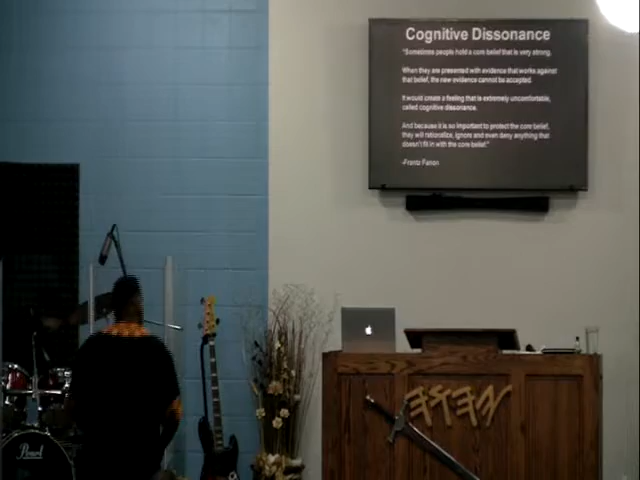 Cognitive Dissonance
"Sometimes people hold a core belief that is very strong.
When they are presented with evidence that works against
that belief, the new evidence cannot be accepted.
It would create a feeling that is extremely uncomfortable,
called cognitive dissonance.
And because it is so important to protect the core belief,
they will rationalize, ignore and even deny anything that
doesn't fit in with the core belief."
-Frantz Fanon
𐤉𐤄𐤅𐤄
Pearl